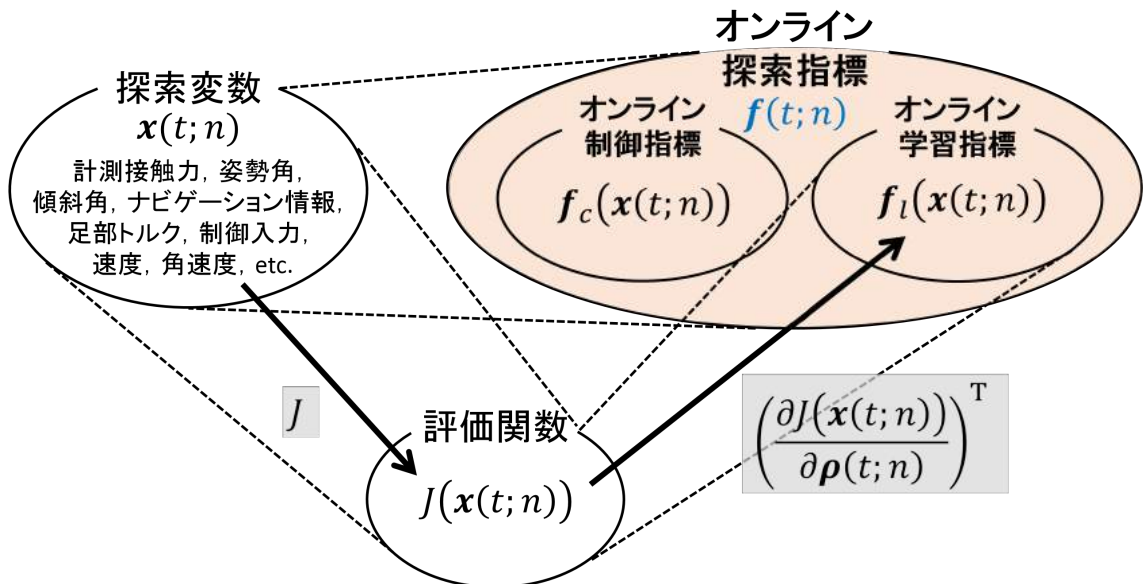 探索変数
x(t; n)
計測接触力, 姿勢角,
傾斜角, ナビゲーション情報,
足部トルク, 制御入力,
速度, 角速度, etc.
オンライン
探索指標
f(t; n)
オンライン
制御指標
f_c(x(t; n))
オンライン
学習指標
f_l(x(t; n))
J
評価関数
J(x(t; n))
(∂J(x(t; n))/∂ρ(t; n))^T